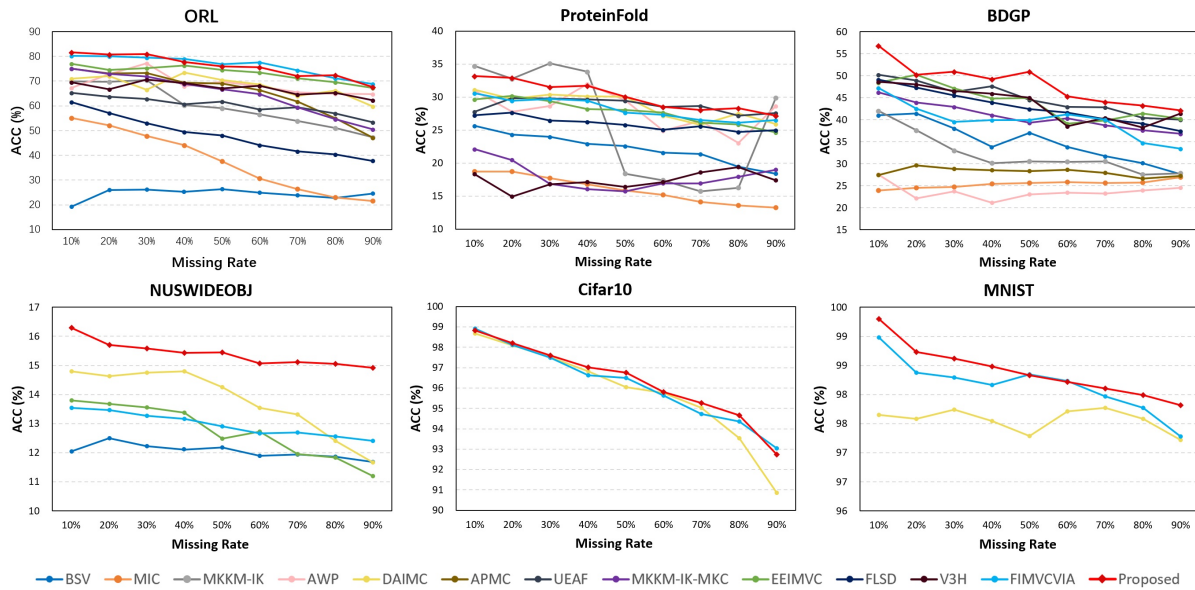 ORL
ACC (%)
90
80
70
60
50
40
30
20
10
10% 20% 30% 40% 50% 60% 70% 80% 90%
Missing Rate
ProteinFold
ACC (%)
40
35
30
25
20
15
10
10% 20% 30% 40% 50% 60% 70% 80% 90%
Missing Rate
BDGP
ACC (%)
60
55
50
45
40
35
30
25
20
15
10% 20% 30% 40% 50% 60% 70% 80% 90%
Missing Rate
NUSWIDEOBJ
ACC (%)
17
16
15
14
13
12
11
10
10% 20% 30% 40% 50% 60% 70% 80% 90%
Missing Rate
Cifar10
ACC (%)
100
99
98
97
96
95
94
93
92
91
90
10% 20% 30% 40% 50% 60% 70% 80% 90%
Missing Rate
MNIST
ACC (%)
100
99
99
98
98
97
97
96
10% 20% 30% 40% 50% 60% 70% 80% 90%
Missing Rate
BSV MIC MKKM-IK AWP DAIMC APMC UEAF MKKM-IK-MKC EEIMVC FLSD V3H FIMVCVIA Proposed